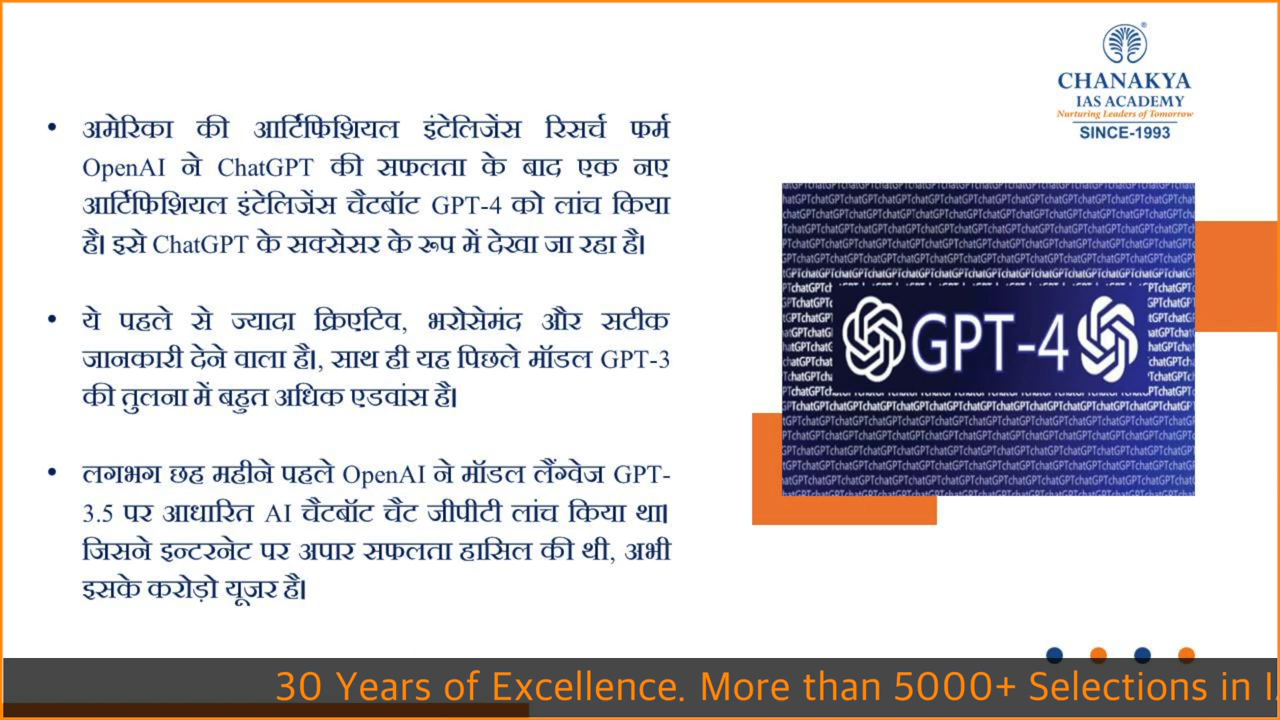 CHANAKYA
IAS ACADEMY
Nurturing Leaders of Tomorrow
SINCE-1993
• अमेरिका की आर्टिफिशियल इंटेलिजेंस रिसर्च फर्म
OpenAI ने ChatGPT की सफलता के बाद एक नए
आर्टिफिशियल इंटेलिजेंस चैटबॉट GPT-4 को लांच किया
है। इसे ChatGPT के सक्सेसर के रूप में देखा जा रहा है।
• ये पहले से ज्यादा क्रिएटिव, भरोसेमंद और सटीक
जानकारी देने वाला है।, साथ ही यह पिछले मॉडल GPT-3
की तुलना में बहुत अधिक एडवांस है।
• लगभग छह महीने पहले OpenAI ने मॉडल लैंग्वेज GPT-
3.5 पर आधारित AI चैटबॉट चैट जीपीटी लांच किया था।
जिसने इन्टरनेट पर अपार सफलता हासिल की थी, अभी
इसके करोड़ो यूजर है।
GPT-4
30 Years of Excellence. More than 5000+ Selections in